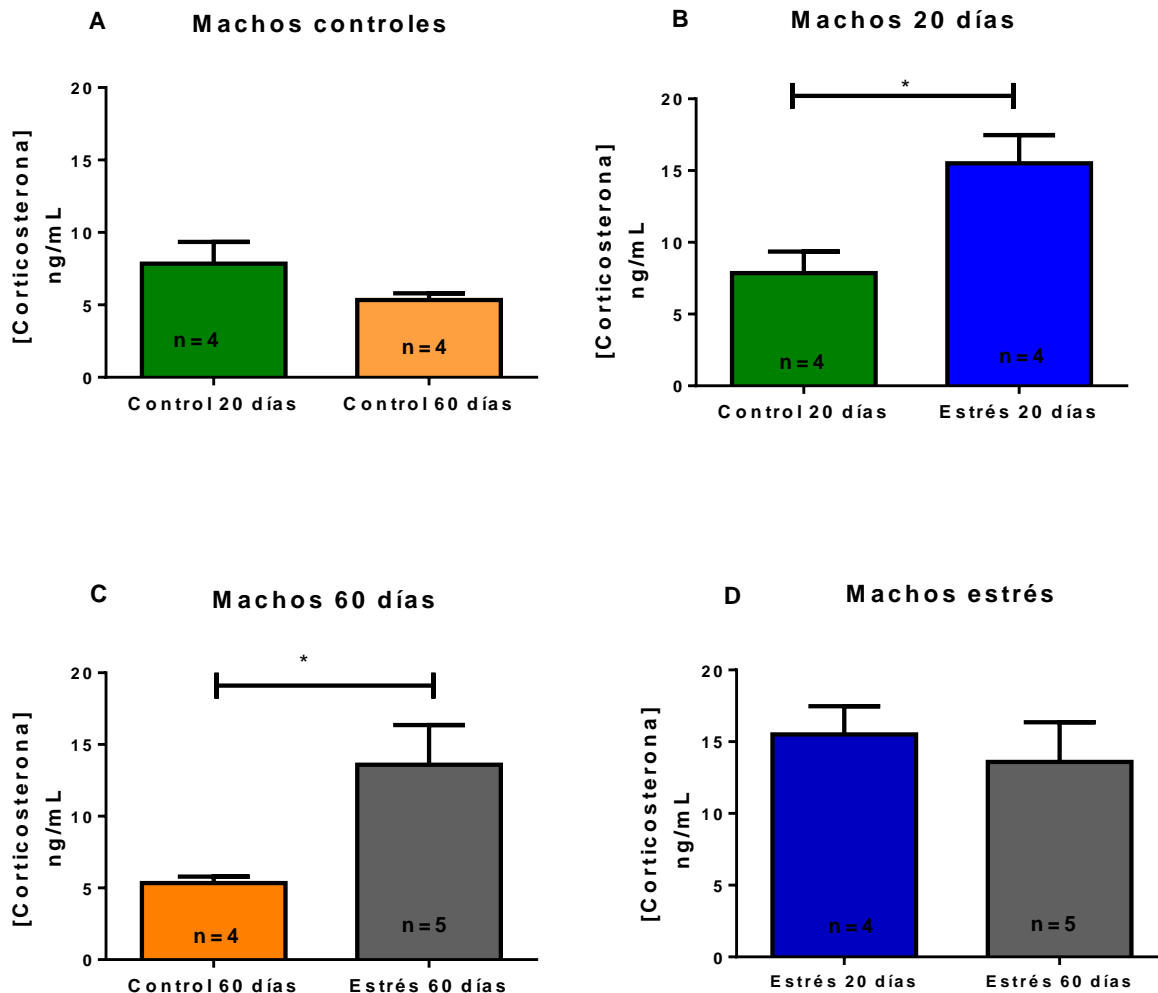 A
Machos controles
[Corticosterona]
ng/mL
20
15
10
5
0
n=4
n=4
Control 20 días
Control 60 días
B
Machos 20 días
[Corticosterona]
ng/mL
20
15
10
5
0
*
n=4
n=4
Control 20 días
Estrés 20 días
C
Machos 60 días
[Corticosterona]
ng/mL
20
15
10
5
0
*
n=4
n=5
Control 60 días
Estrés 60 días
D
Machos estrés
[Corticosterona]
ng/mL
20
15
10
5
0
n=4
n=5
Estrés 20 días
Estrés 60 días